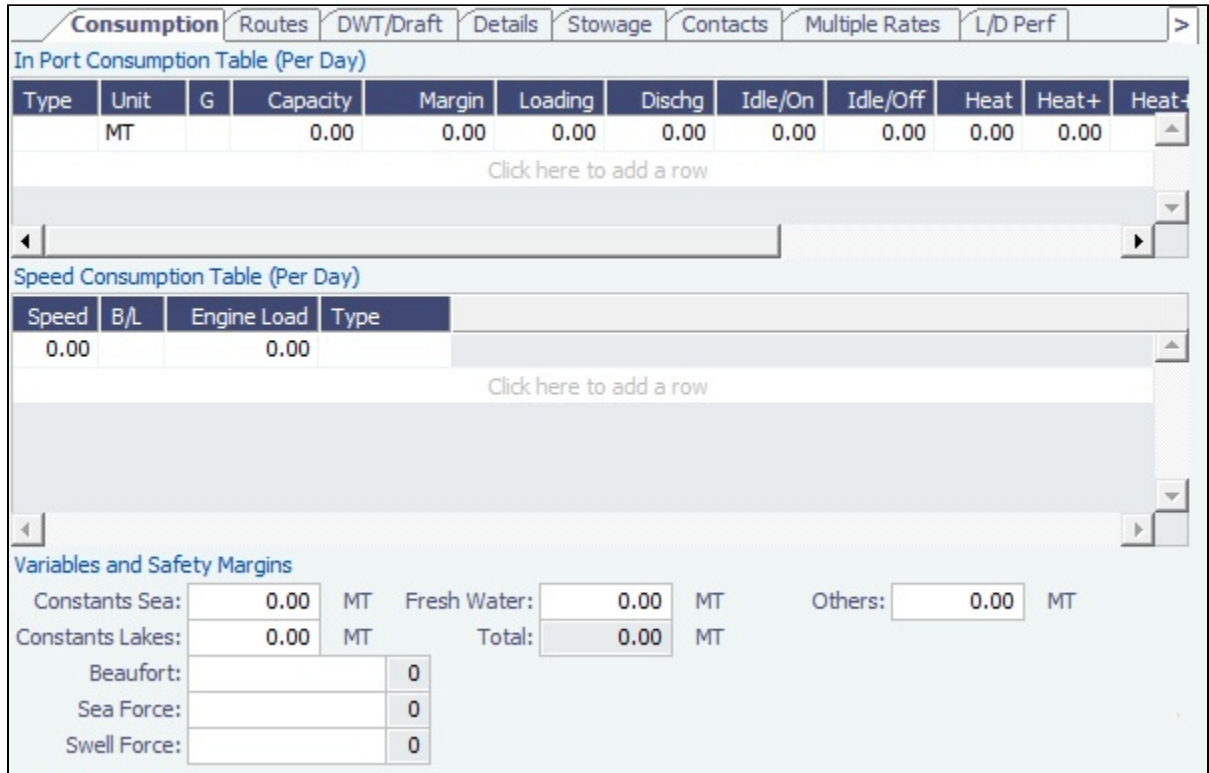 Consumption Routes DWT/Draft Details Stowage Contacts Multiple Rates L/D Perf >
In Port Consumption Table (Per Day)
Type Unit G Capacity Margin Loading Dischg Idle/On Idle/Off Heat Heat+ Heat+
MT 0.00 0.00 0.00 0.00 0.00 0.00 0.00 0.00
Click here to add a row
Speed Consumption Table (Per Day)
Speed B/L Engine Load Type
0.00 0.00
Click here to add a row
Variables and Safety Margins
Constants Sea: 0.00 MT Fresh Water: 0.00 MT Others: 0.00 MT
Constants Lakes: 0.00 MT Total: 0.00 MT
Beaufort: 0
Sea Force: 0
Swell Force: 0